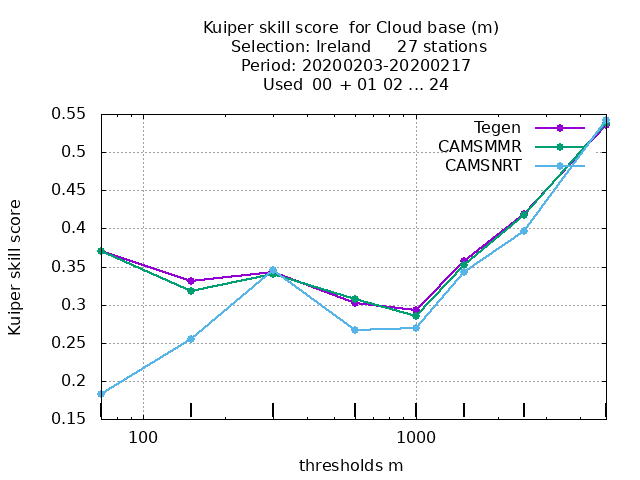 Kuiper skill score  for Cloud base (m)
Selection: Ireland     27 stations
Period: 20200203-20200217
Used  00 + 01 02 ... 24
Tegen
CAMSMMR
CAMSNRT
Kuiper skill score
0.55
0.5
0.45
0.4
0.35
0.3
0.25
0.2
0.15
100
1000
thresholds m